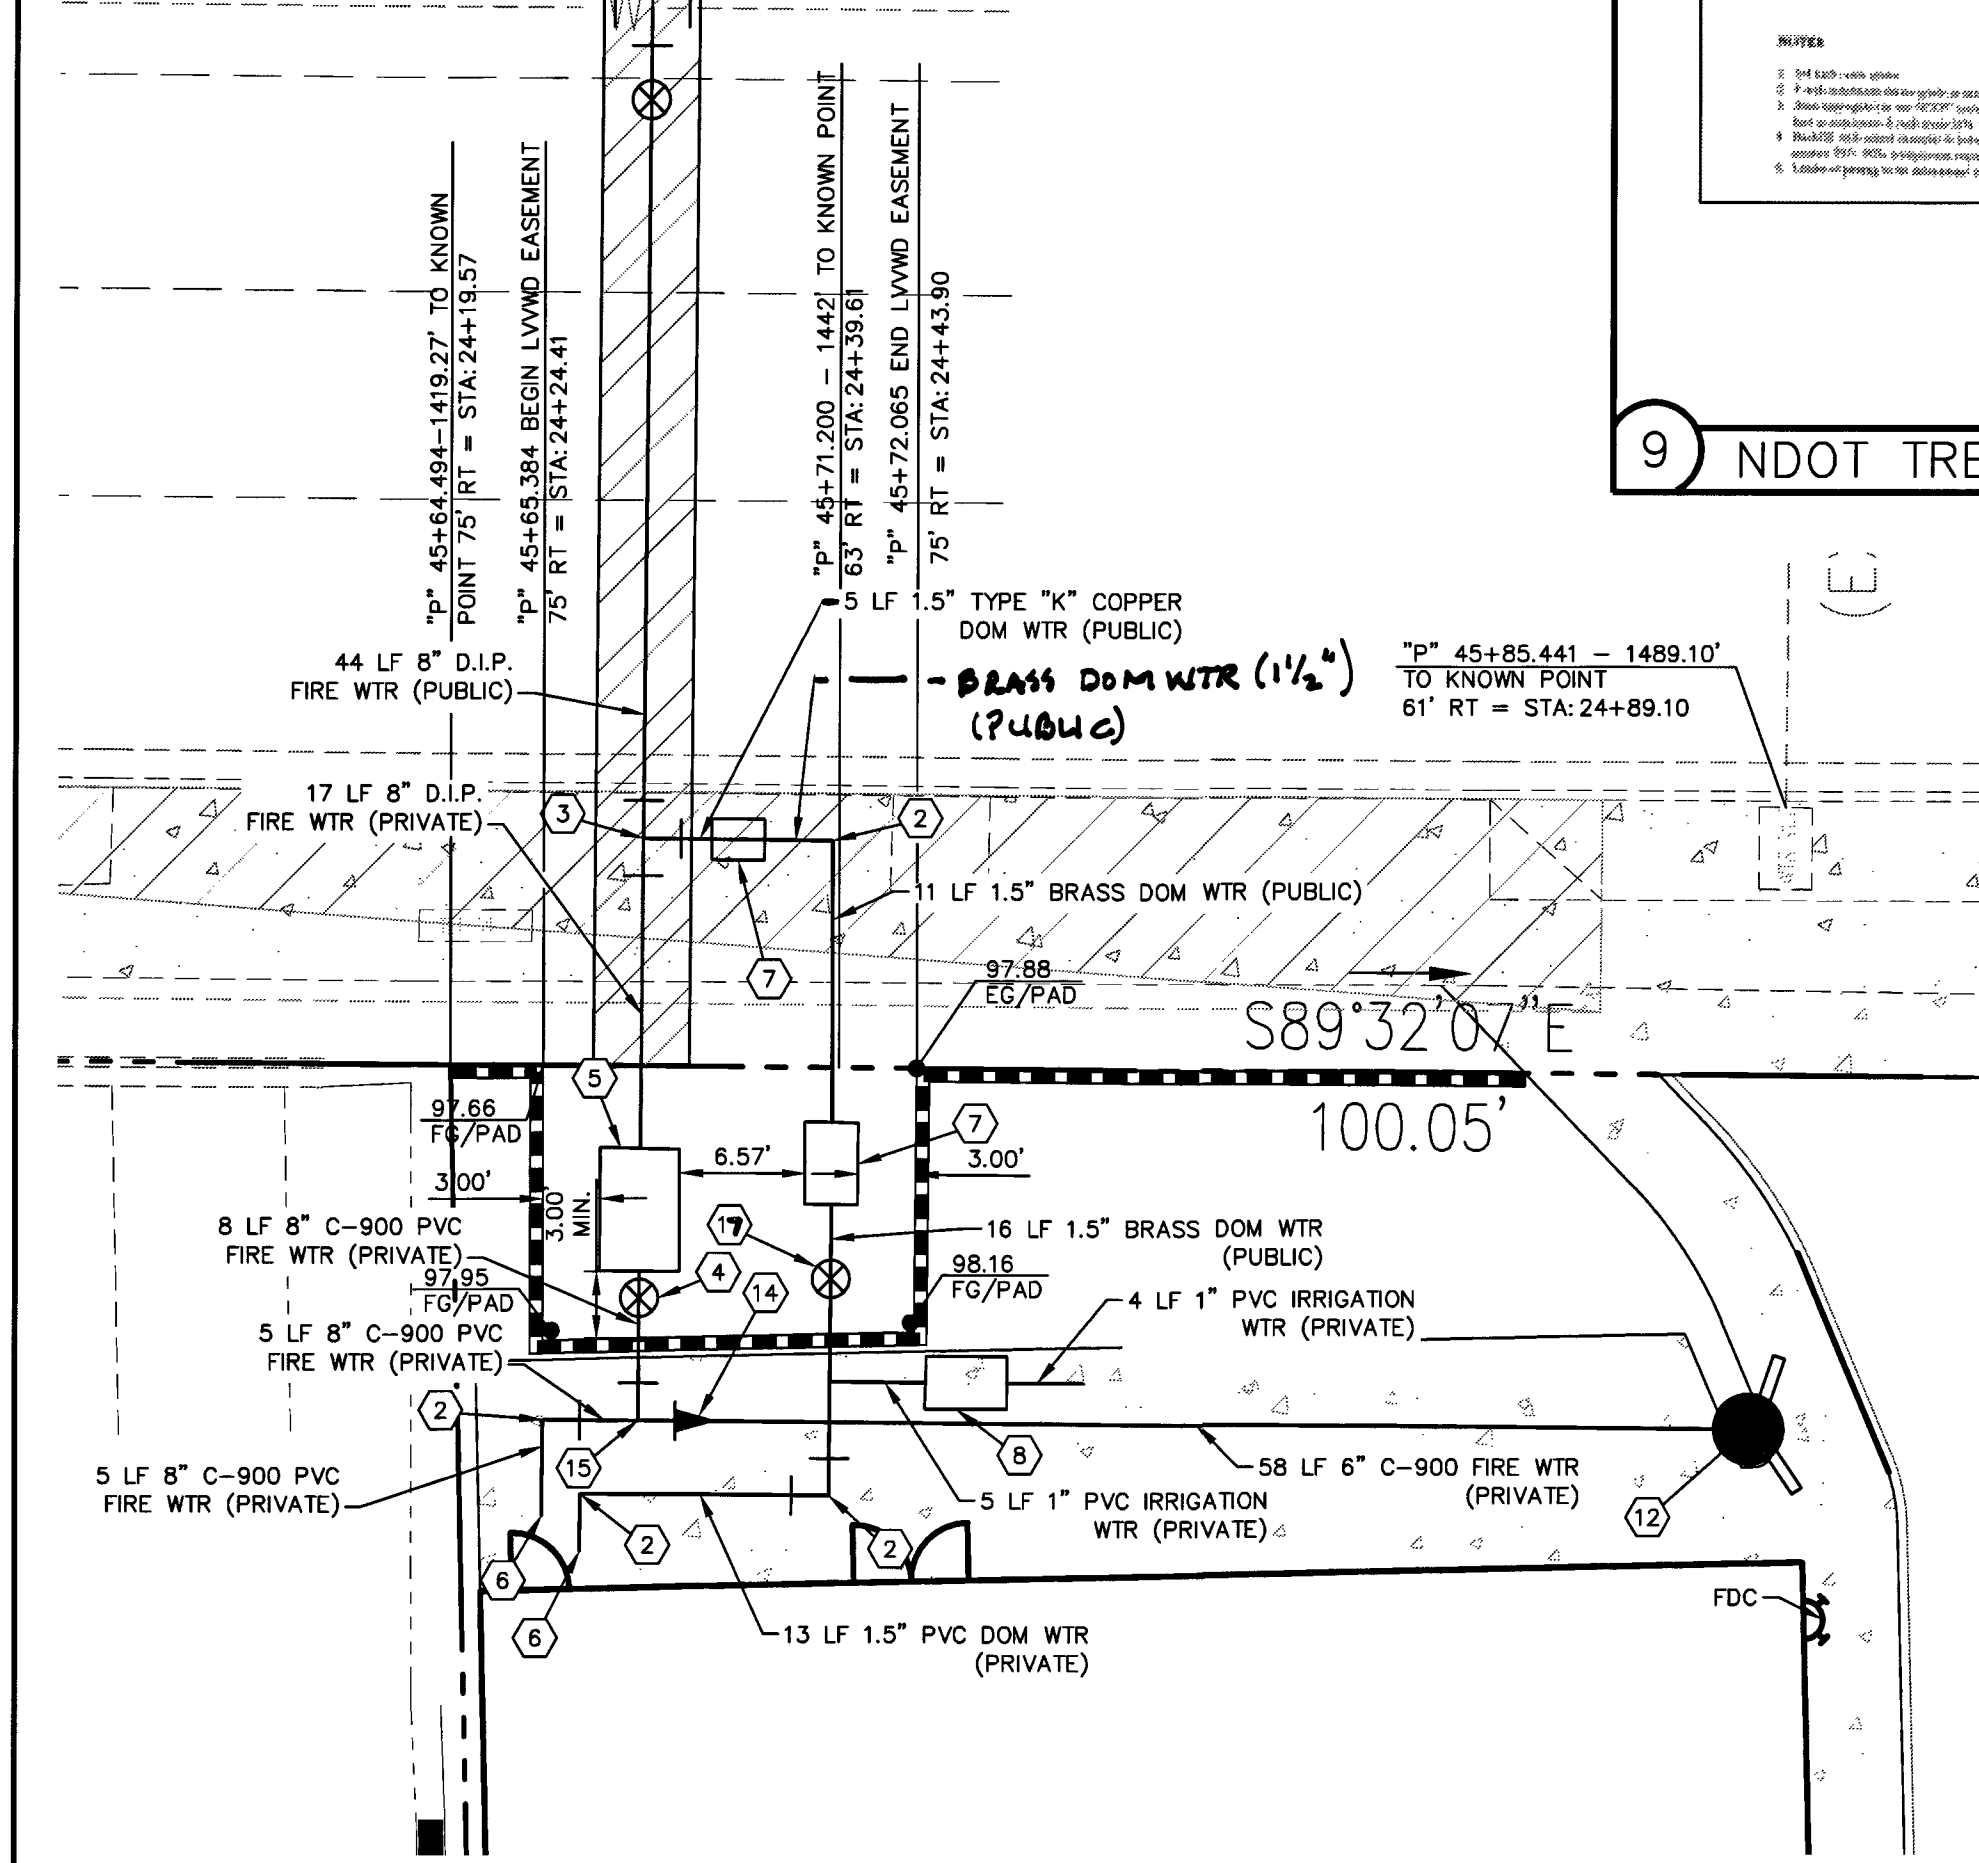 NOTES
9
NDOT TRE
"P" 45+64.494-1419.27' TO KNOWN
POINT 75' RT = STA: 24+19.57
"P" 45+65.384 BEGIN LVVWD EASEMENT
75' RT = STA: 24+24.41
"P" 45+71.200 - 1442' TO KNOWN POINT
63' RT = STA: 24+39.61
"P" 45+72.065 END LVVWD EASEMENT
75' RT = STA: 24+43.90
(E)
5 LF 1.5" TYPE "K" COPPER
DOM WTR (PUBLIC)
44 LF 8" D.I.P.
FIRE WTR (PUBLIC)
BRASS DOM WTR (1½")
(PUBLIC)
"P" 45+85.441 - 1489.10'
TO KNOWN POINT
61' RT = STA: 24+89.10
17 LF 8" D.I.P.
FIRE WTR (PRIVATE)
3
2
11 LF 1.5" BRASS DOM WTR (PUBLIC)
7
97.88
EG/PAD
S89°32'07"E
100.05'
5
97.66
FG/PAD
7
6.57'
3.00'
3.00'
3.00'
MIN.
8 LF 8" C-900 PVC
FIRE WTR (PRIVATE)
19
16 LF 1.5" BRASS DOM WTR
(PUBLIC)
4
14
97.95
FG/PAD
98.16
FG/PAD
4 LF 1" PVC IRRIGATION
WTR (PRIVATE)
5 LF 8" C-900 PVC
FIRE WTR (PRIVATE)
2
15
8
5 LF 8" C-900 PVC
FIRE WTR (PRIVATE)
58 LF 6" C-900 FIRE WTR
(PRIVATE)
5 LF 1" PVC IRRIGATION
WTR (PRIVATE)
12
2
2
6
6
FDC
13 LF 1.5" PVC DOM WTR
(PRIVATE)